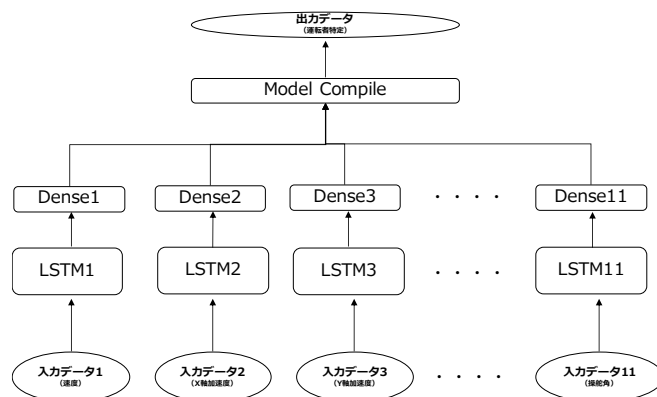 出力データ
(運転者特定)
Model Compile
Dense1
Dense2
Dense3
・・・・
Dense11
LSTM1
LSTM2
LSTM3
・・・・
LSTM11
入力データ1
(速度)
入力データ2
(X軸加速度)
入力データ3
(Y軸加速度)
・・・・
入力データ11
(操舵角)